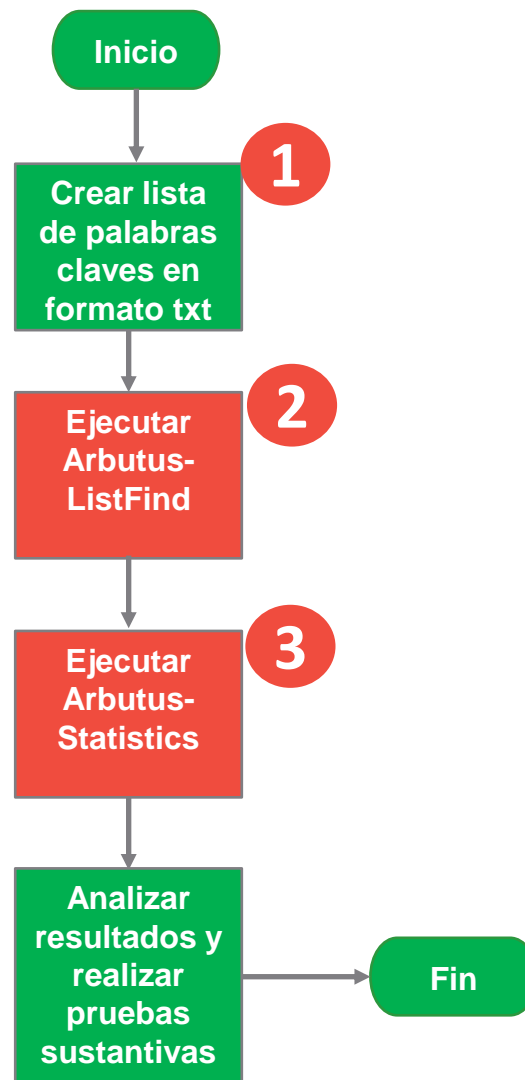 Inicio
1
Crear lista
de palabras
claves en
formato txt
2
Ejecutar
Arbutus-
ListFind
3
Ejecutar
Arbutus-
Statistics
Analizar
resultados y
realizar
pruebas
sustantivas
Fin